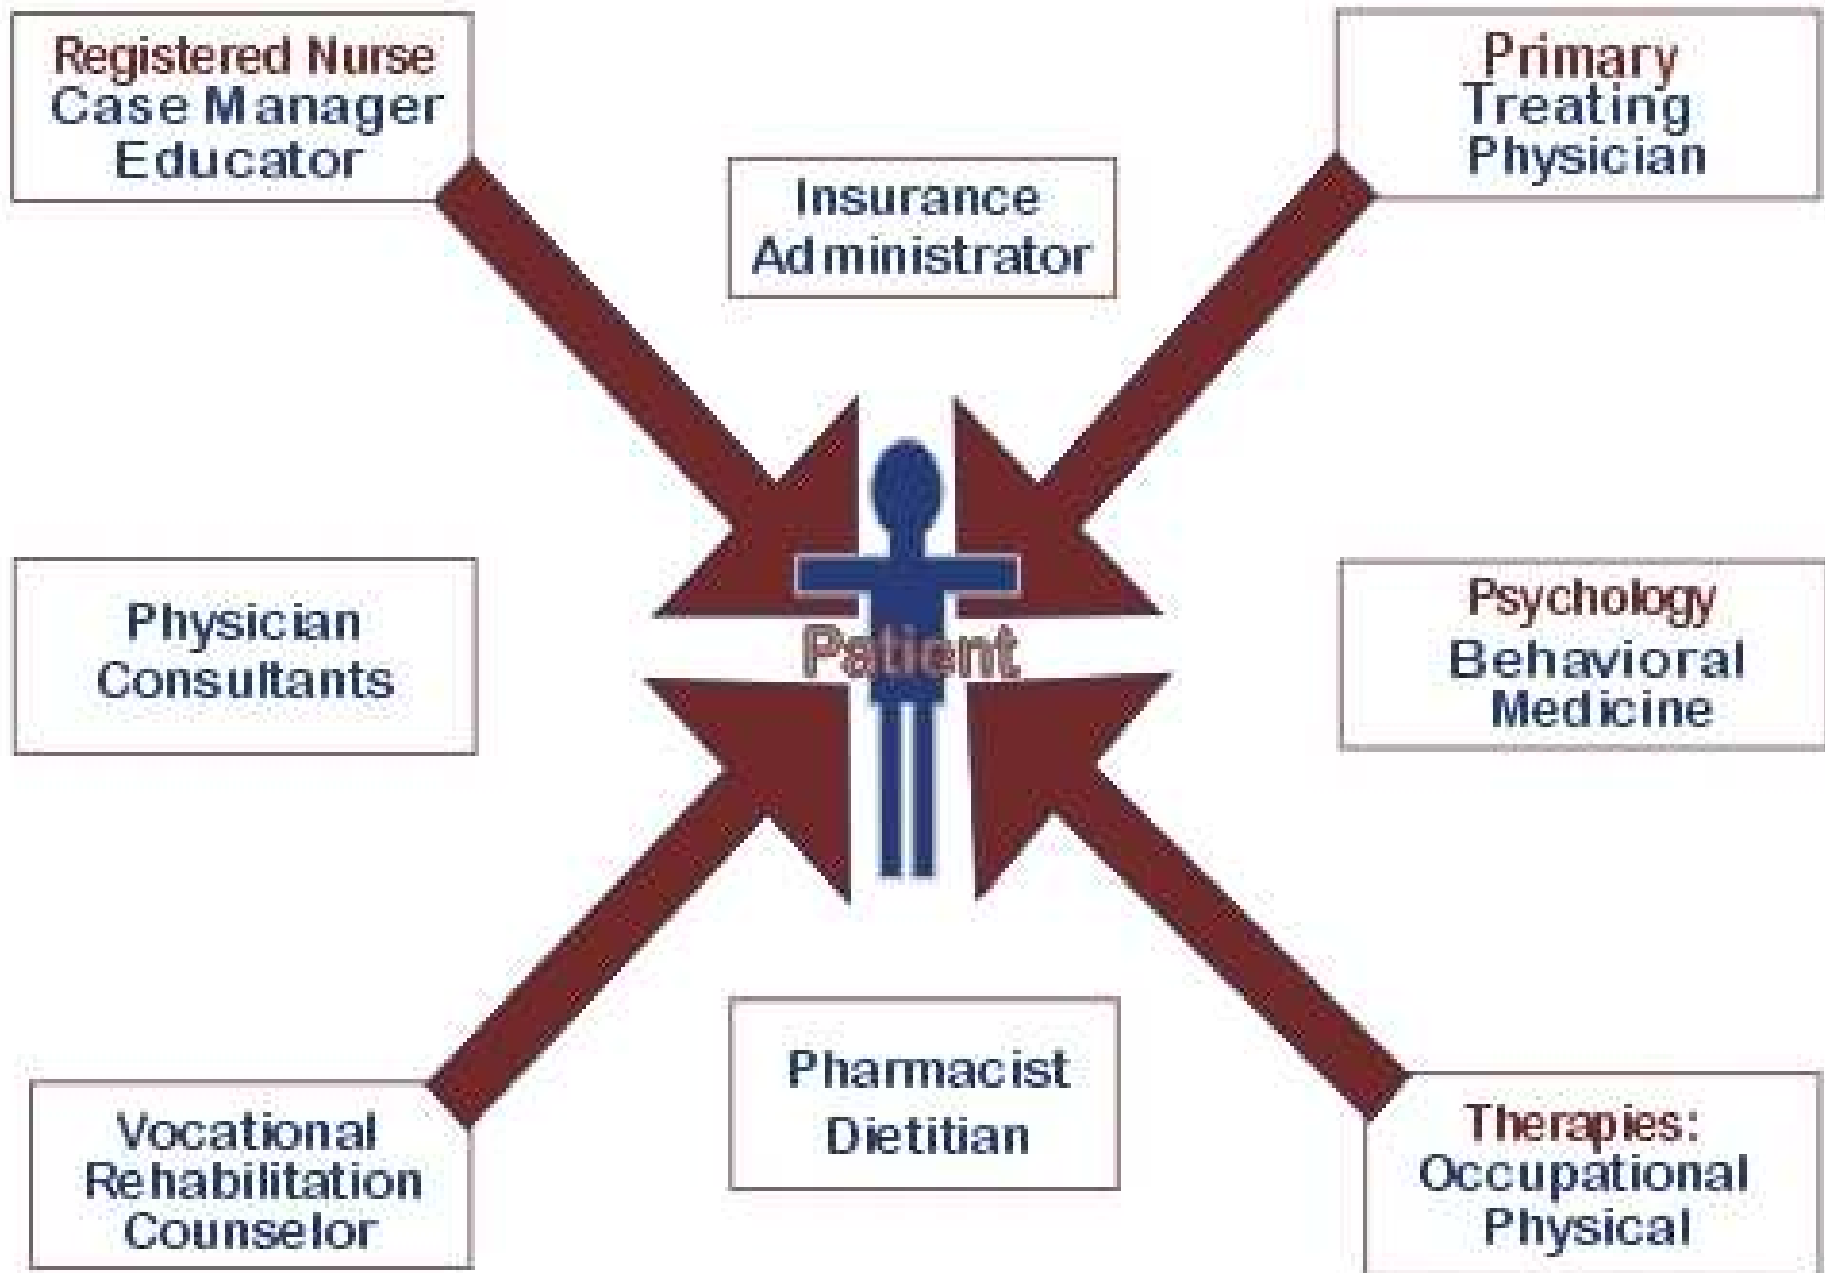 Registered Nurse
Case Manager
Educator
Primary
Treating
Physician
Insurance
Administrator
Physician
Consultants
Patient
Psychology
Behavioral
Medicine
Vocational
Rehabilitation
Counselor
Pharmacist
Dietitian
Therapies:
Occupational
Physical